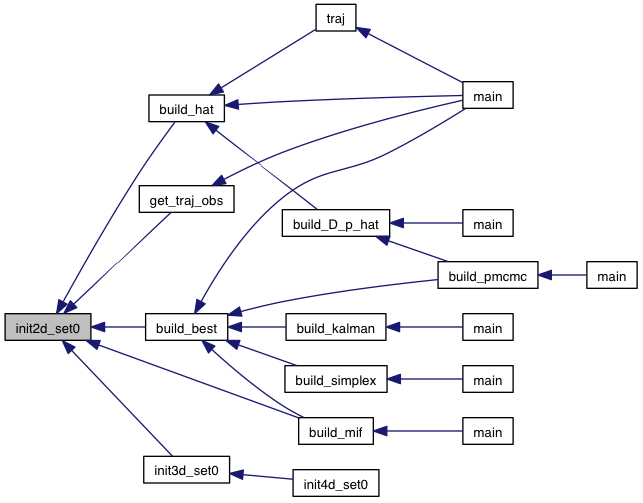 traj
build_hat
main
get_traj_obs
build_D_p_hat
main
build_pmcmc
main
init2d_set0
build_best
build_kalman
main
build_simplex
main
build_mif
main
init3d_set0
init4d_set0